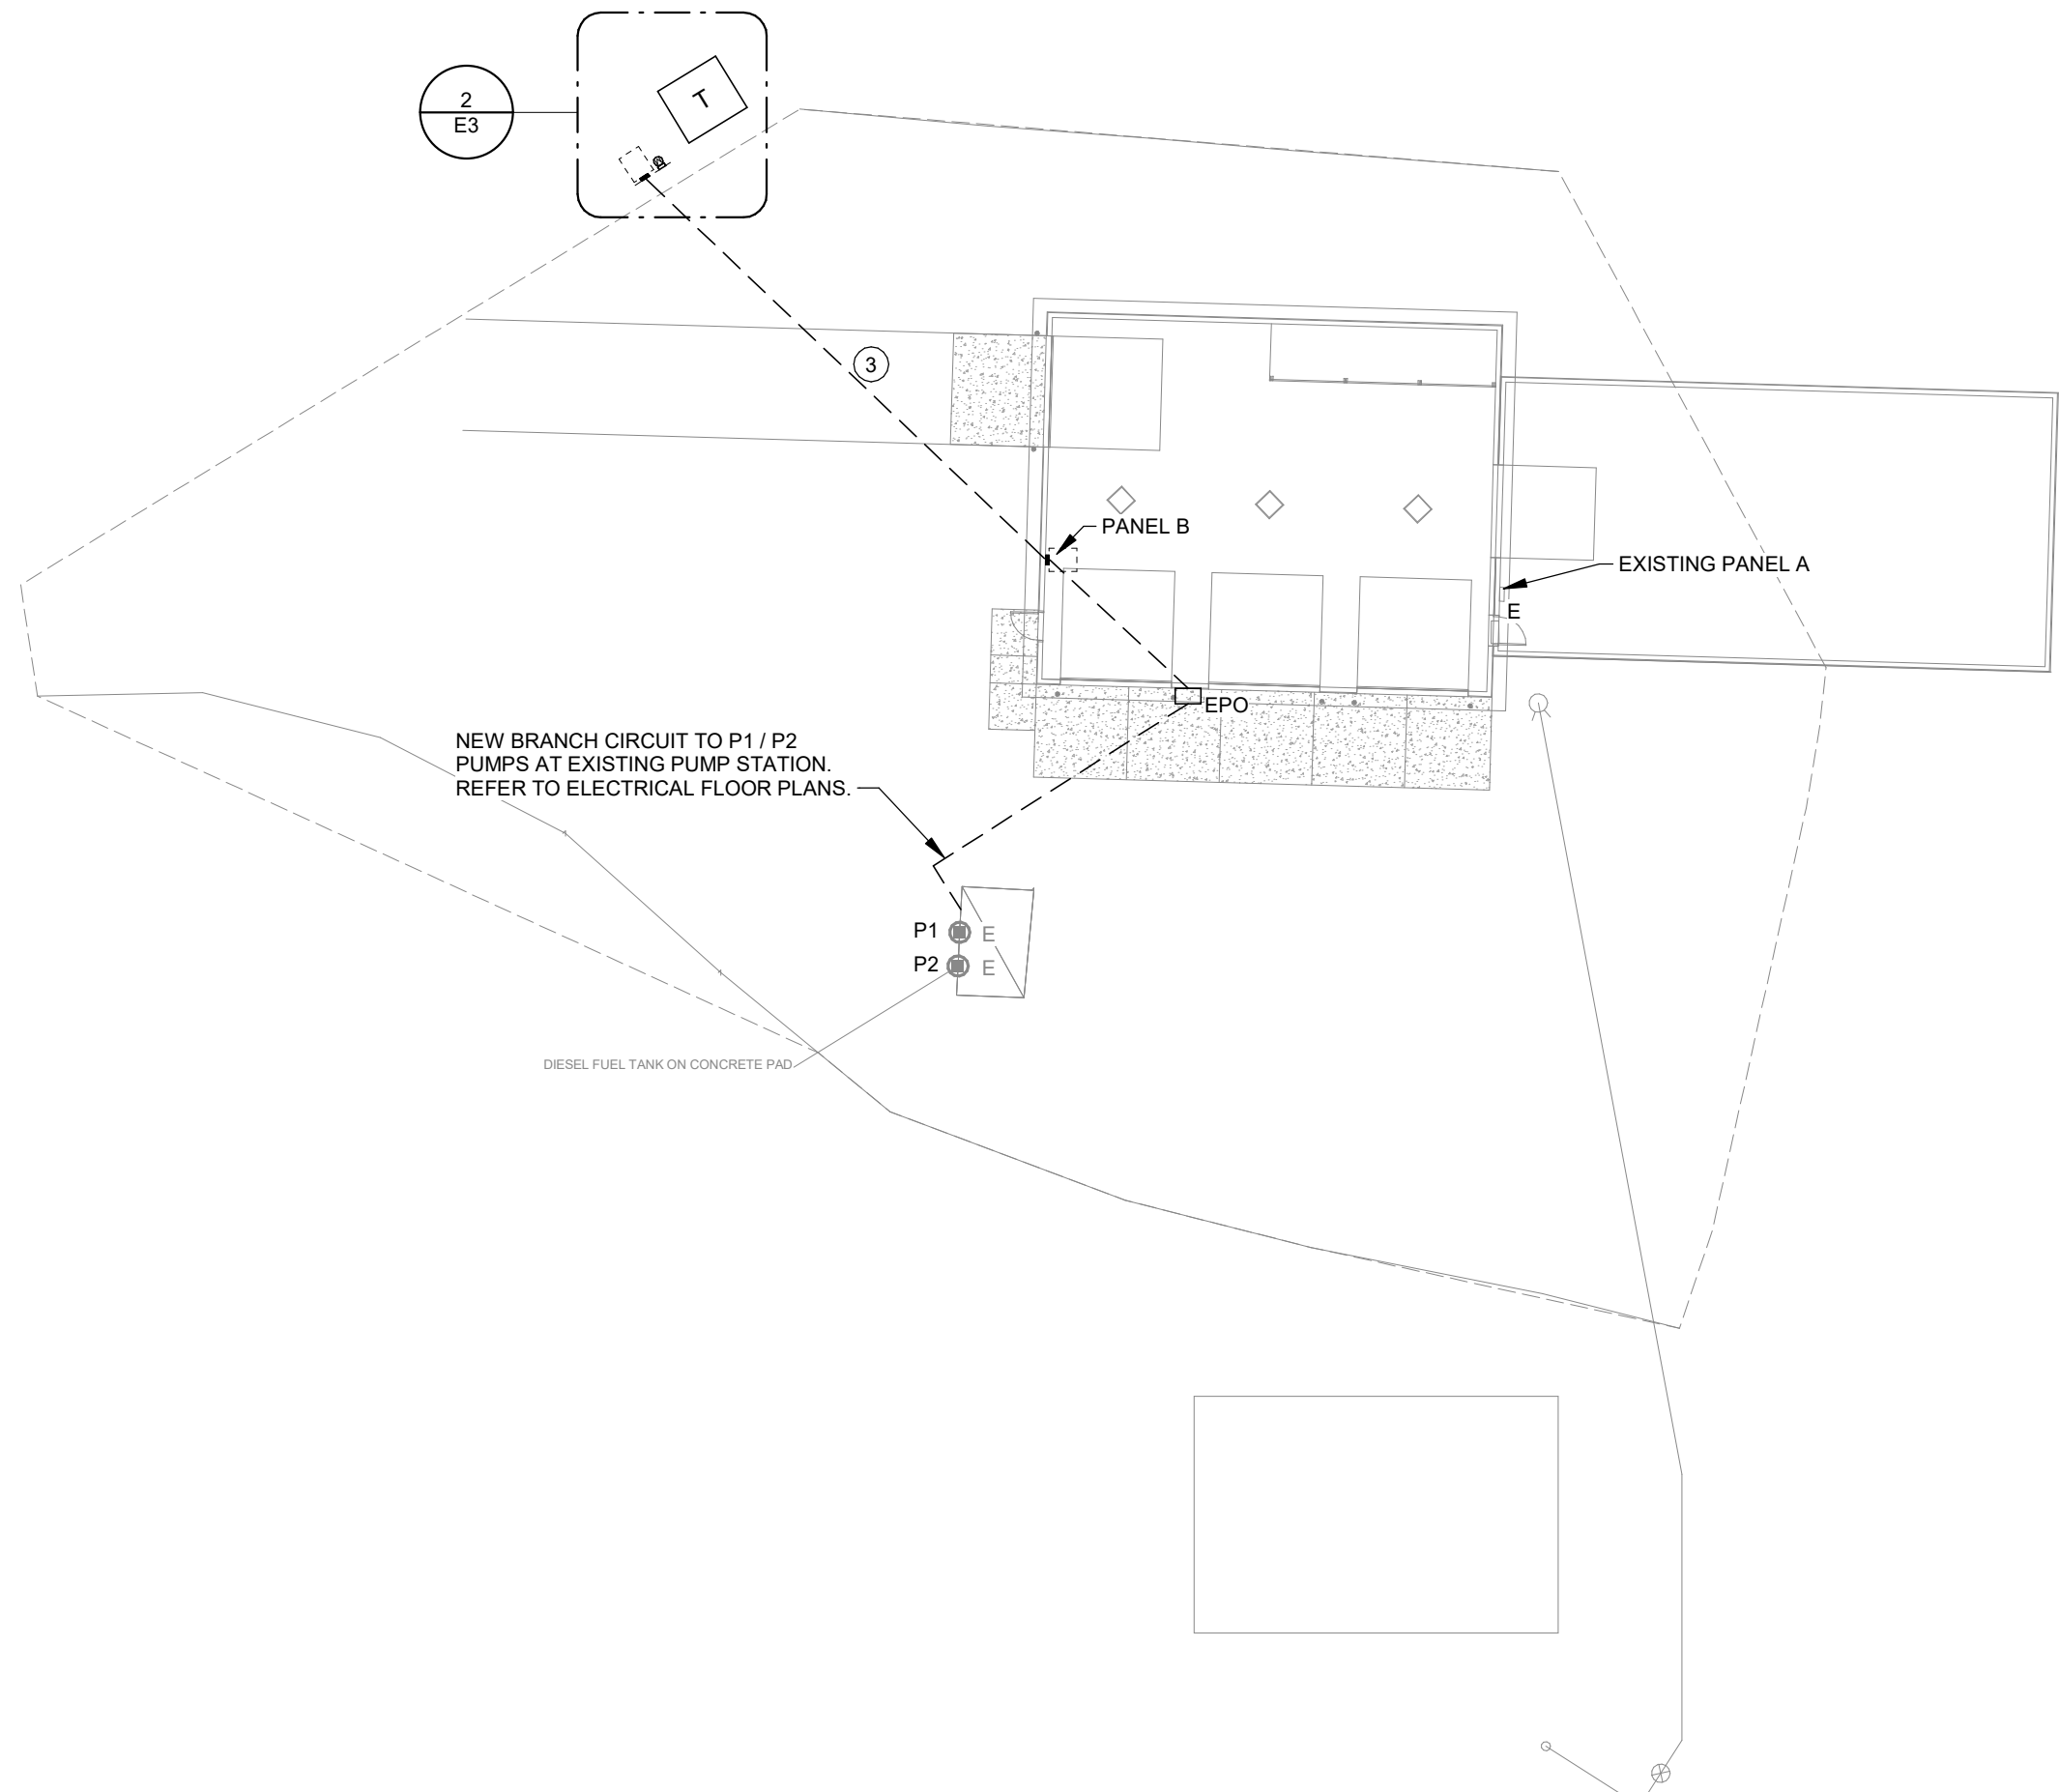 2
E3
T
3
PANEL B
EXISTING PANEL A
E
EPO
NEW BRANCH CIRCUIT TO P1 / P2
PUMPS AT EXISTING PUMP STATION.
REFER TO ELECTRICAL FLOOR PLANS.
P1
E
P2
E
DIESEL FUEL TANK ON CONCRETE PAD